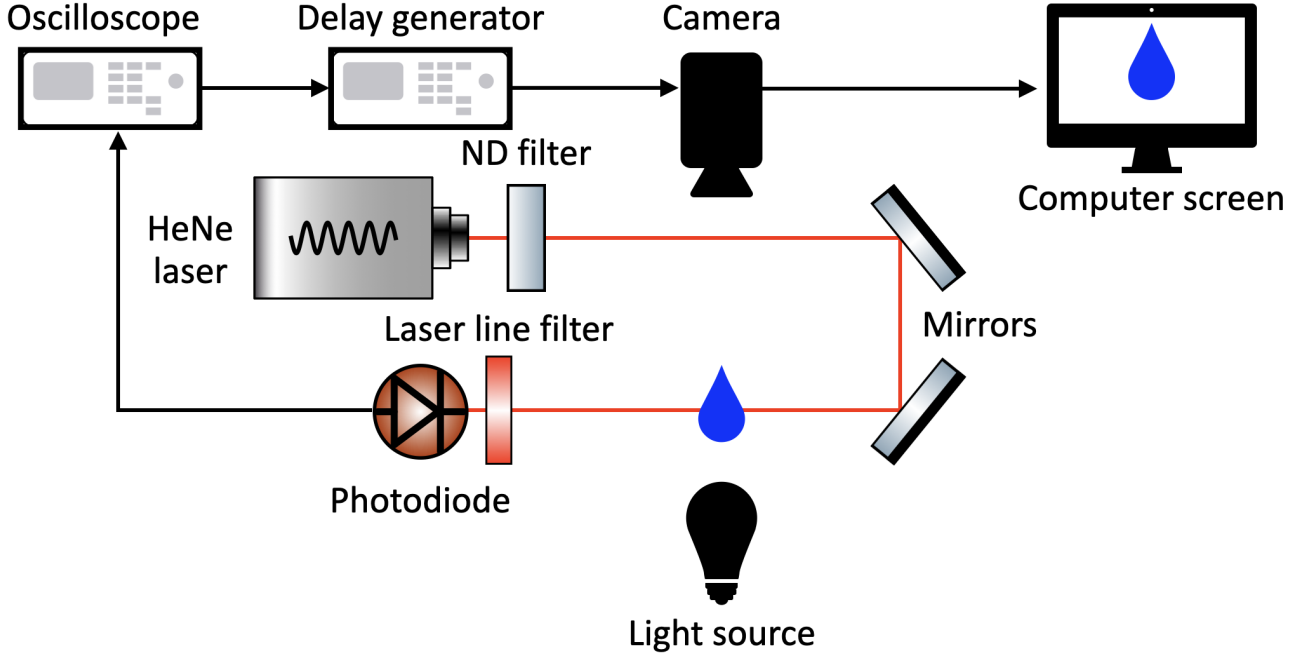 Oscilloscope
Delay generator
Camera
ND filter
Computer screen
HeNe
laser
Laser line filter
Mirrors
Photodiode
Light source